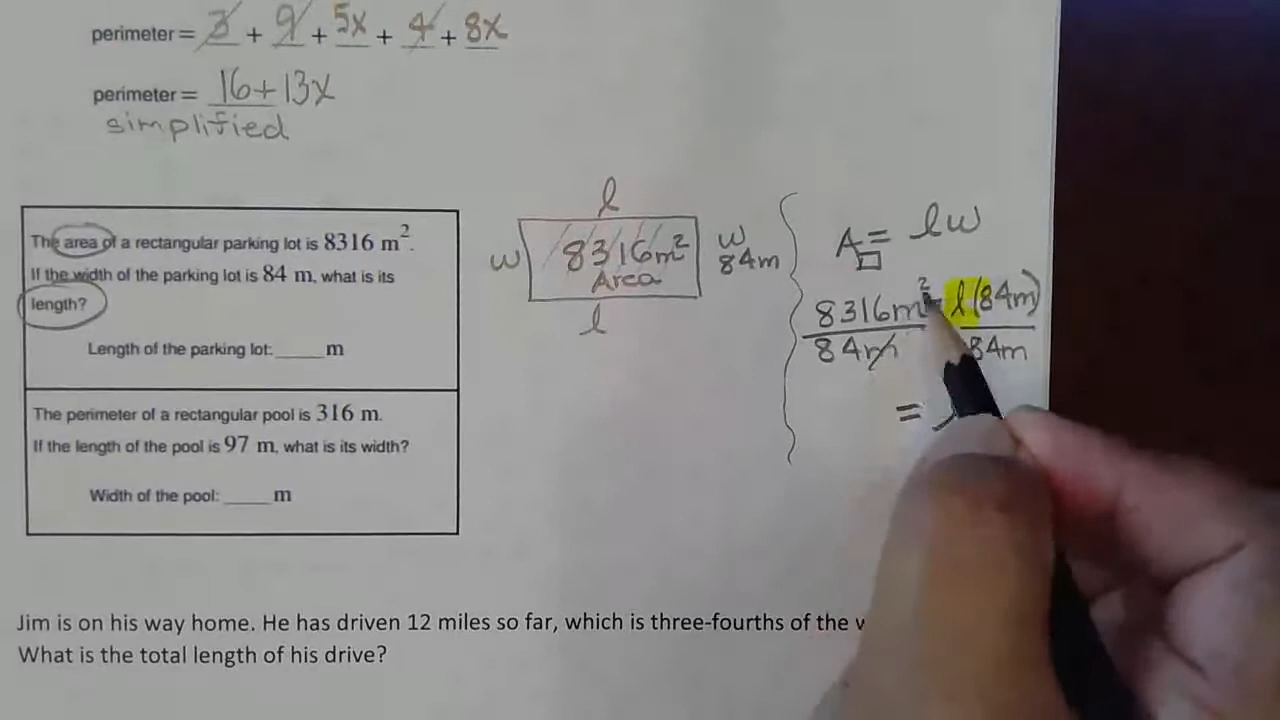 perimeter = 3 + 9 + 5x + 4 + 8x
perimeter = 16+13x
simplified
The area of a rectangular parking lot is 8316 m².
If the width of the parking lot is 84 m, what is its
length?
Length of the parking lot: _____ m
The perimeter of a rectangular pool is 316 m.
If the length of the pool is 97 m, what is its width?
Width of the pool: _____ m
l
w
8316m²
Area
w
84m
l
A□ = lw
8316m² l(84m)
84m 84m
=
Jim is on his way home. He has driven 12 miles so far, which is three-fourths of the
What is the total length of his drive?